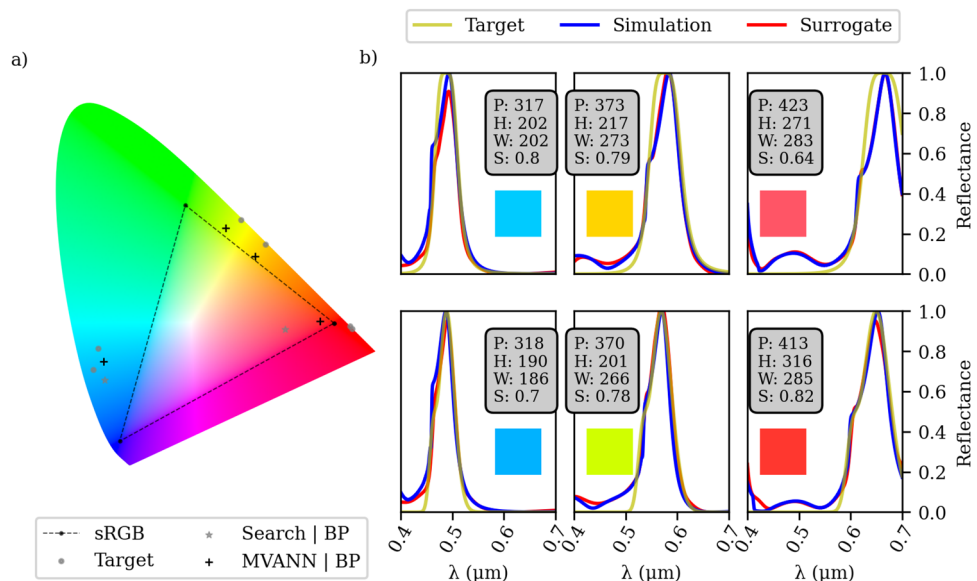 Target Simulation Surrogate
a)
b)
P: 317
H: 202
W: 202
S: 0.8
P: 373
H: 217
W: 273
S: 0.79
P: 423
H: 271
W: 283
S: 0.64
1.0
0.8
0.6
0.4
0.2
0.0
Reflectance
P: 318
H: 190
W: 186
S: 0.7
P: 370
H: 201
W: 266
S: 0.78
P: 413
H: 316
W: 285
S: 0.82
1.0
0.8
0.6
0.4
0.2
0.0
Reflectance
0.4 0.5 0.6 0.7
0.4 0.5 0.6 0.7
0.4 0.5 0.6 0.7
λ (μm)
λ (μm)
λ (μm)
sRGB
Target
Search | BP
MVANN | BP